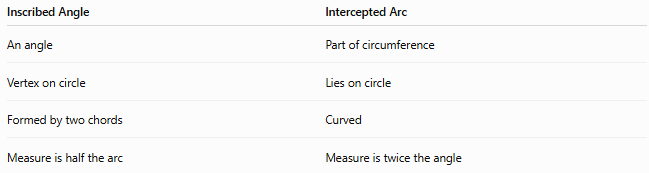 Inscribed Angle Intercepted Arc
An angle Part of circumference
Vertex on circle Lies on circle
Formed by two chords Curved
Measure is half the arc Measure is twice the angle